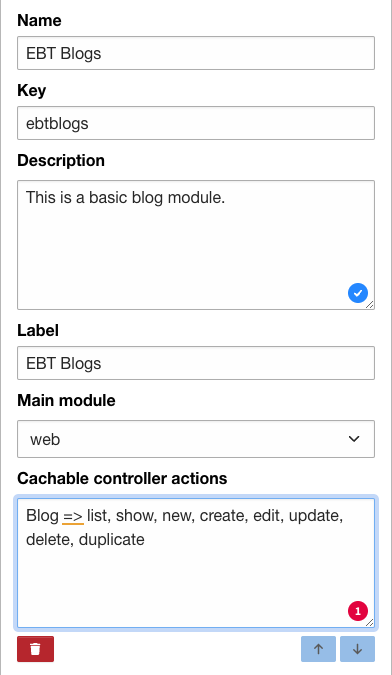 Name
EBT Blogs
Key
ebtblogs
Description
This is a basic blog module.
Label
EBT Blogs
Main module
web
Cachable controller actions
Blog => list, show, new, create, edit, update,
delete, duplicate
1